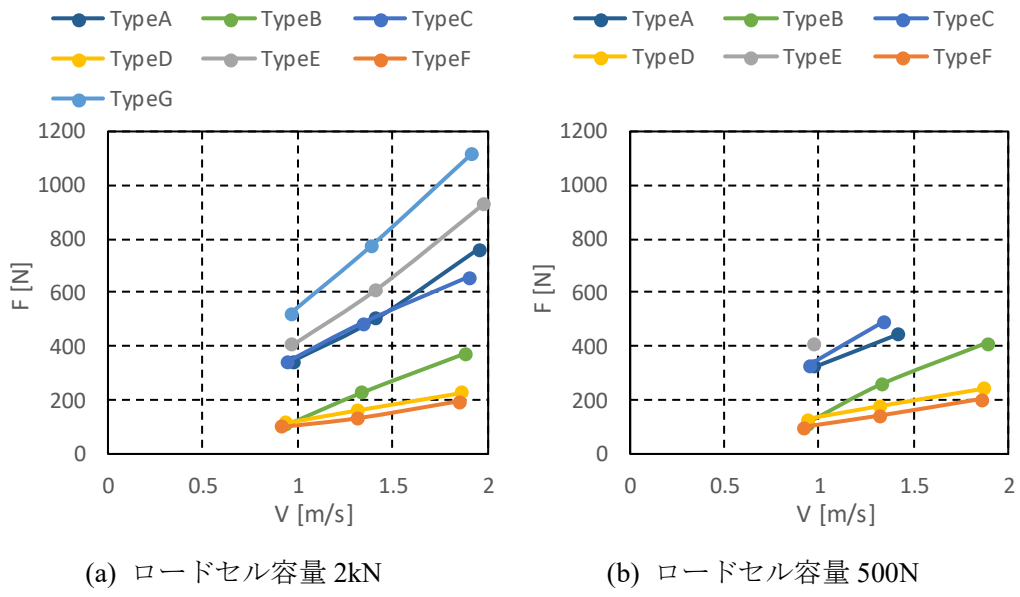 TypeA TypeB TypeC
TypeD TypeE TypeF
TypeG
1200
1000
800
600
400
200
0
F [N]
0 0.5 1 1.5 2
V [m/s]
(a) ロードセル容量 2kN
TypeA TypeB TypeC
TypeD TypeE TypeF
1200
1000
800
600
400
200
0
F [N]
0 0.5 1 1.5 2
V [m/s]
(b) ロードセル容量 500N